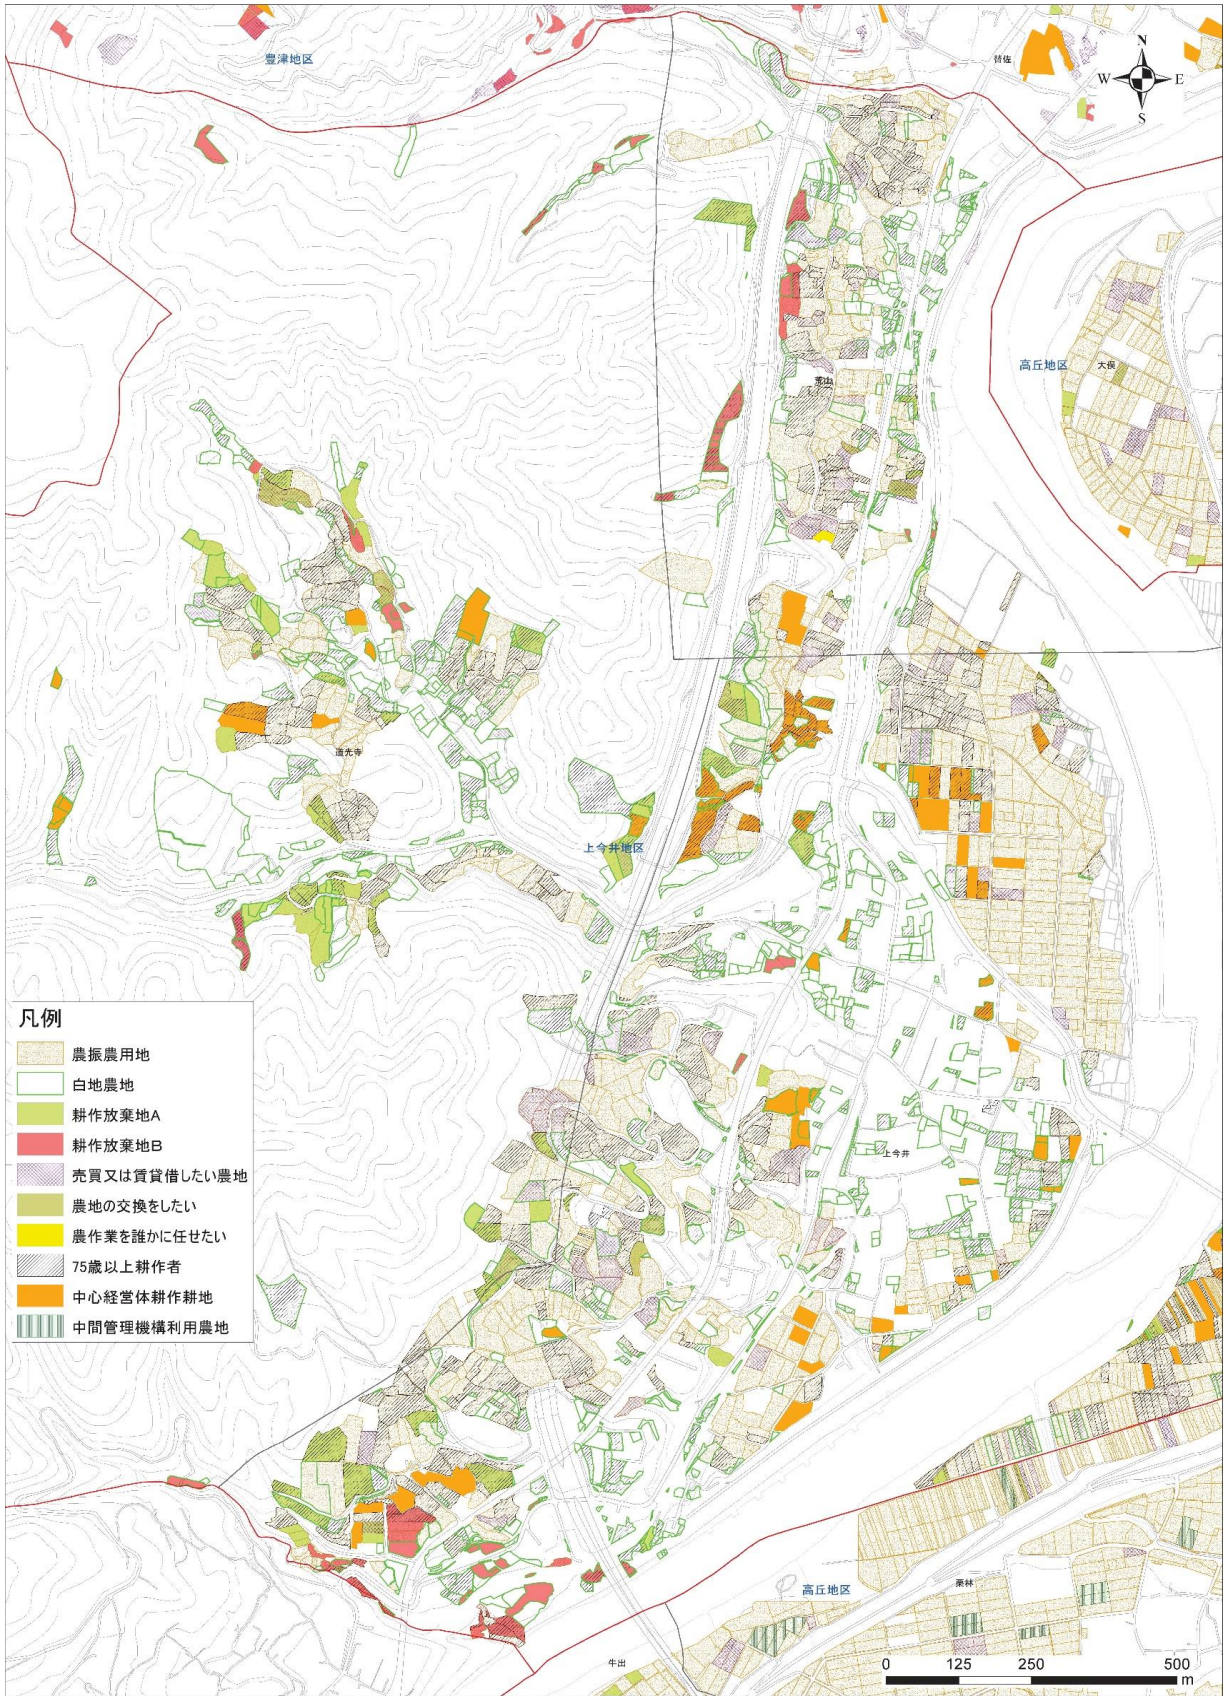 豊津地区
替佐
N
W E
S
高丘地区
大俣
荒山
道光寺
上今井地区
凡例
農振農用地
白地農地
耕作放棄地A
耕作放棄地B
売買又は賃貸借したい農地
農地の交換をしたい
農作業を誰かに任せたい
75歳以上耕作者
中心経営体耕作耕地
中間管理機構利用農地
上今井
高丘地区
栗林
牛出
0 125 250 500
m